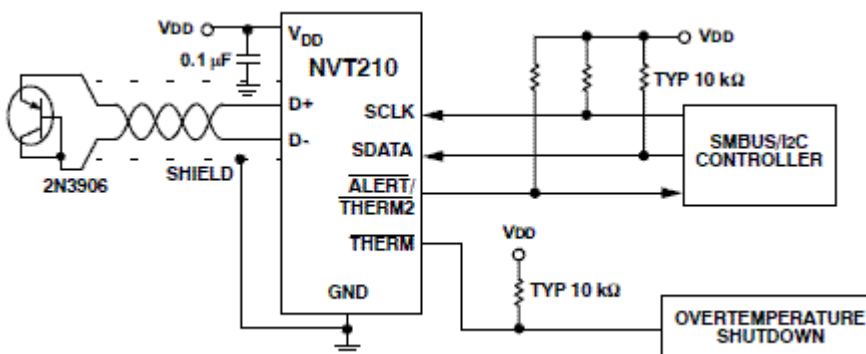 VDD
VDD
0.1 µF
NVT210
VDD
TYP 10 kΩ
D+
SCLK
D-
SDATA
SMBUS/I2C
CONTROLLER
SHIELD
2N3906
ALERT/
THERM2
THERM
VDD
GND
TYP 10 kΩ
OVERTEMPERATURE
SHUTDOWN